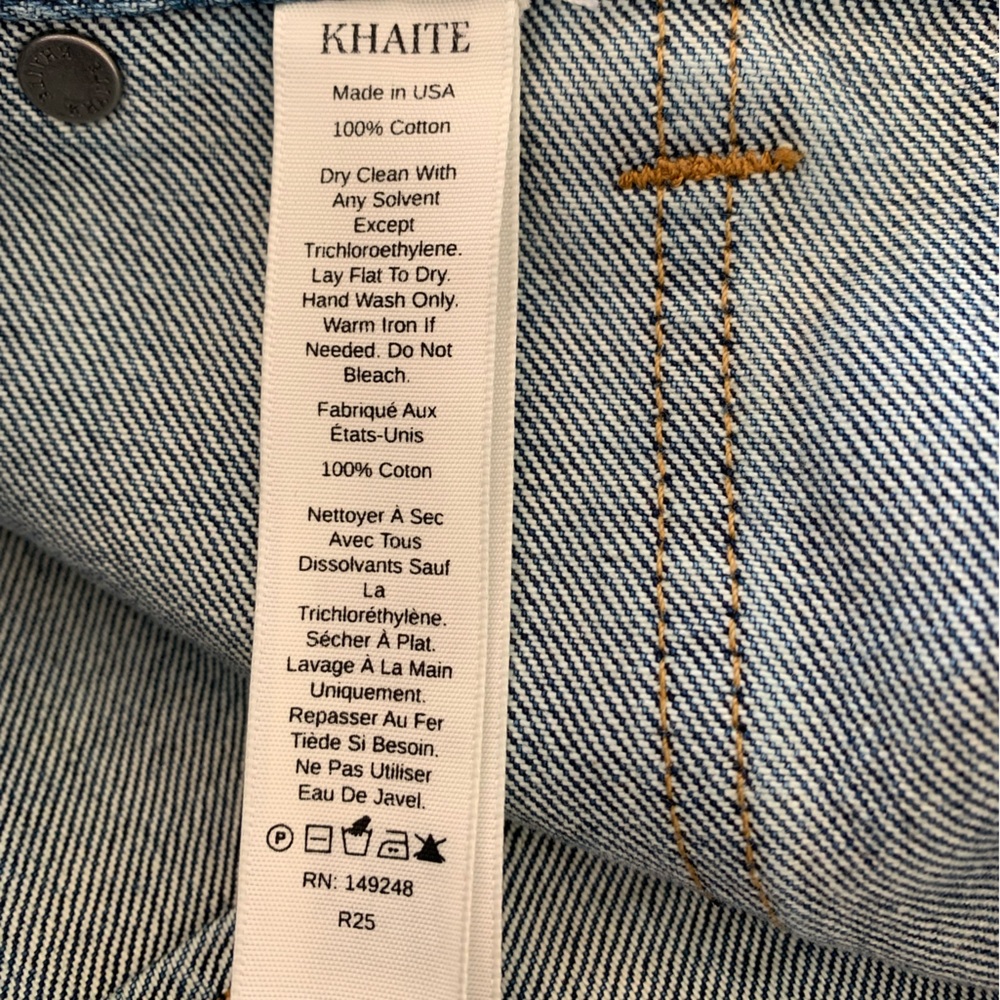 KHAITE
Made in USA
100% Cotton
Dry Clean With
Any Solvent
Except
Trichloroethylene.
Lay Flat To Dry.
Hand Wash Only.
Warm Iron If
Needed. Do Not
Bleach.
Fabriqué Aux
États-Unis
100% Coton
Nettoyer À Sec
Avec Tous
Dissolvants Sauf
La
Trichloréthylène.
Sécher À Plat.
Lavage À La Main
Uniquement.
Repasser Au Fer
Tiède Si Besoin.
Ne Pas Utiliser
Eau De Javel.
P
RN: 149248
R25